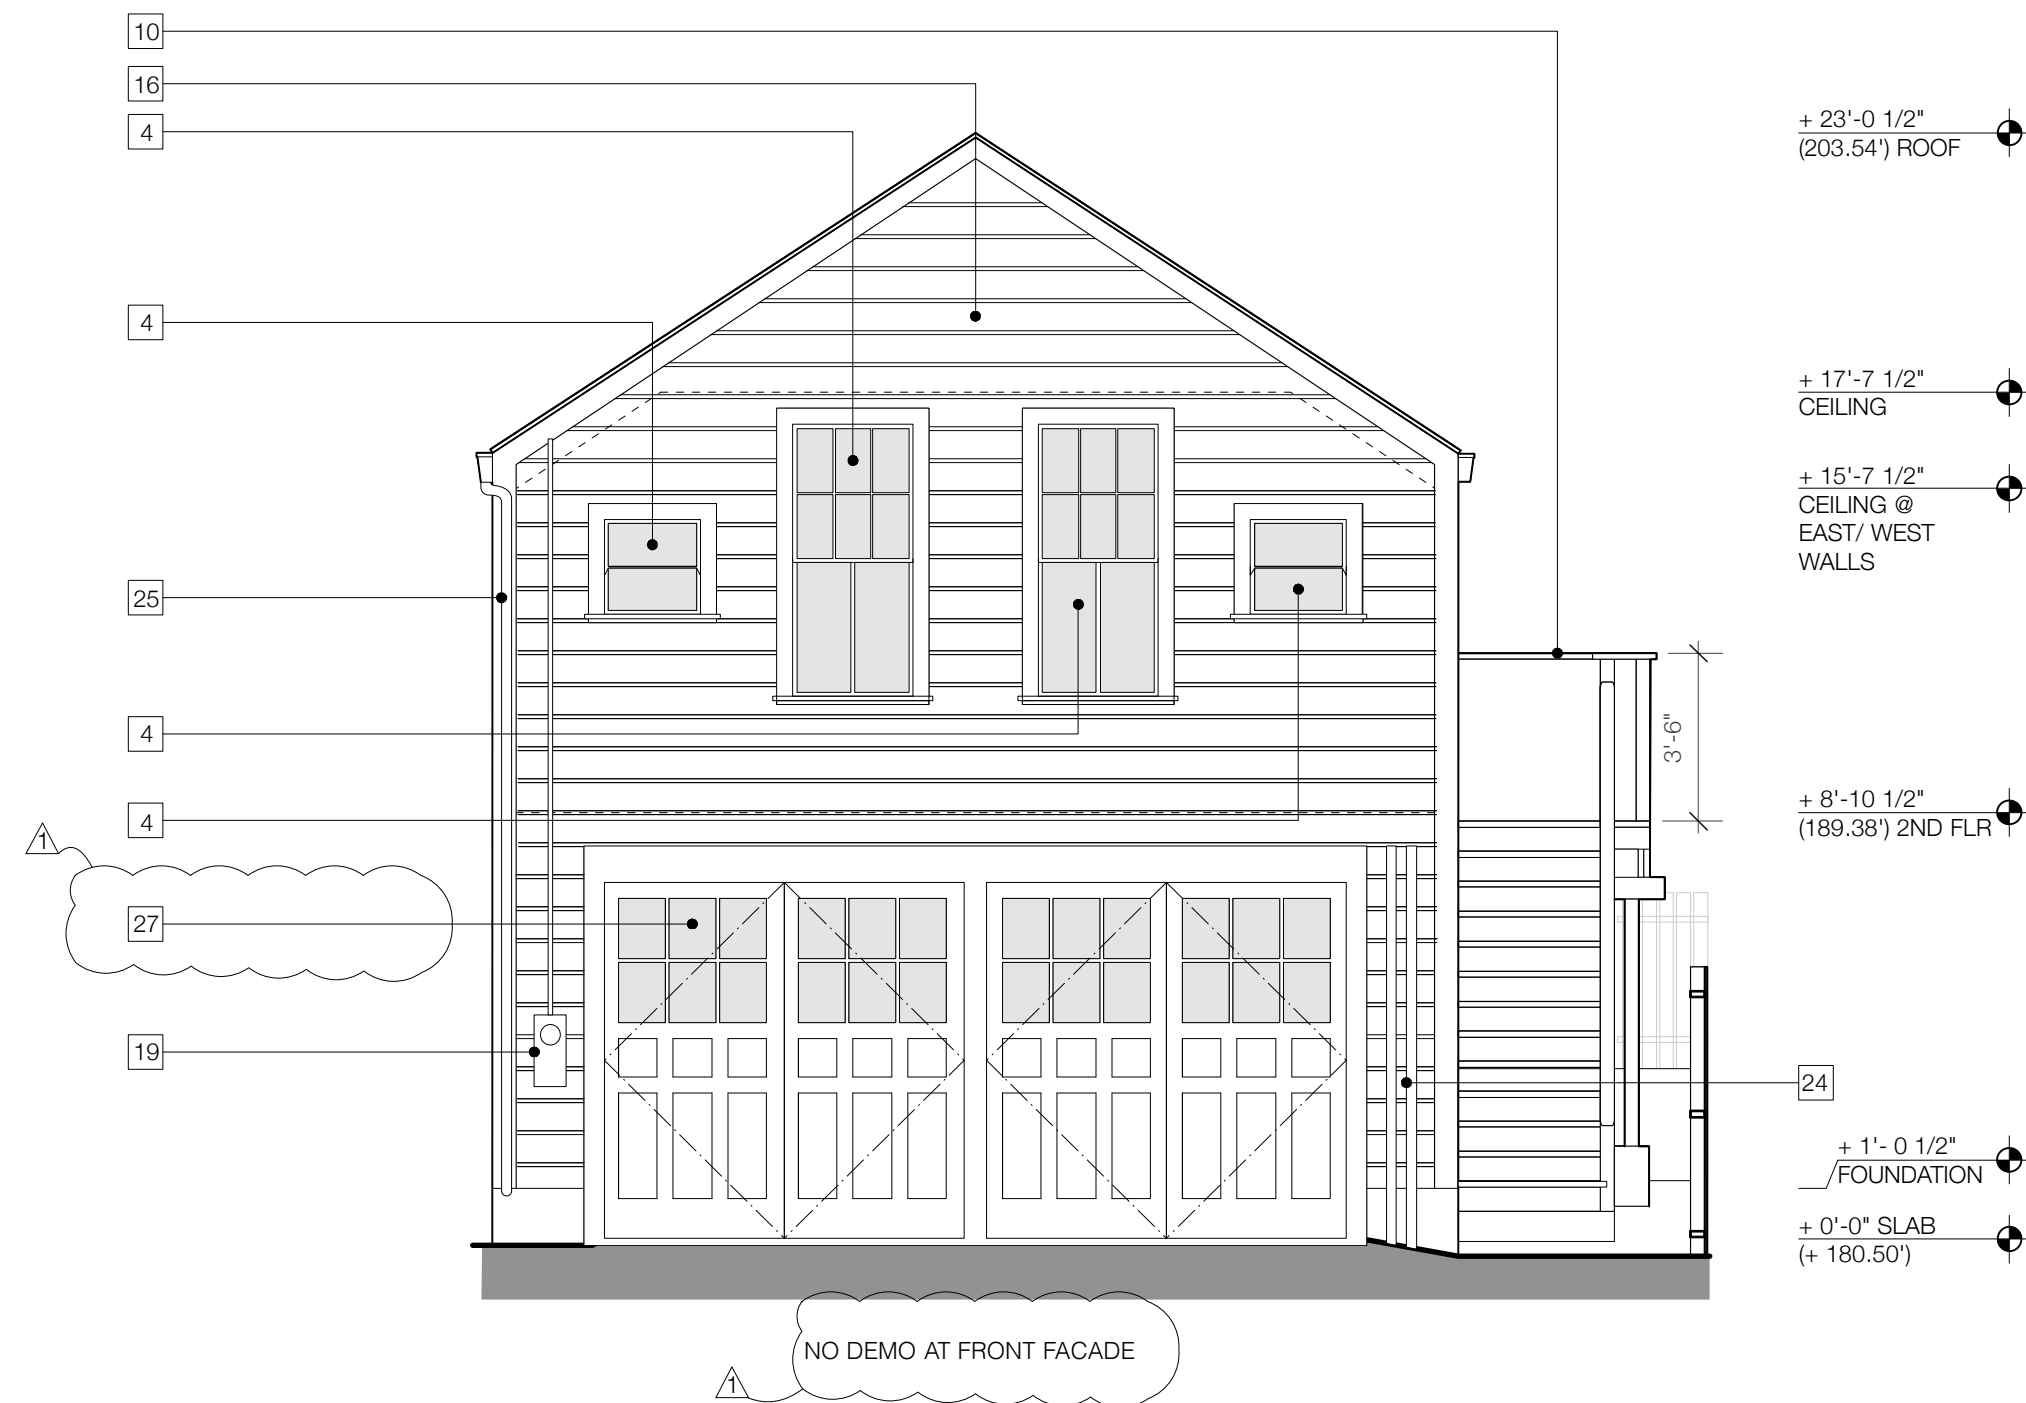 10
16
4
+ 23'-0 1/2"
(203.54') ROOF
4
+ 17'-7 1/2"
CEILING
+ 15'-7 1/2"
CEILING @
EAST/ WEST
WALLS
25
4
3'-6"
4
+ 8'-10 1/2"
(189.38') 2ND FLR
1
27
19
24
+ 1'- 0 1/2"
FOUNDATION
+ 0'-0" SLAB
(+ 180.50')
NO DEMO AT FRONT FACADE
1